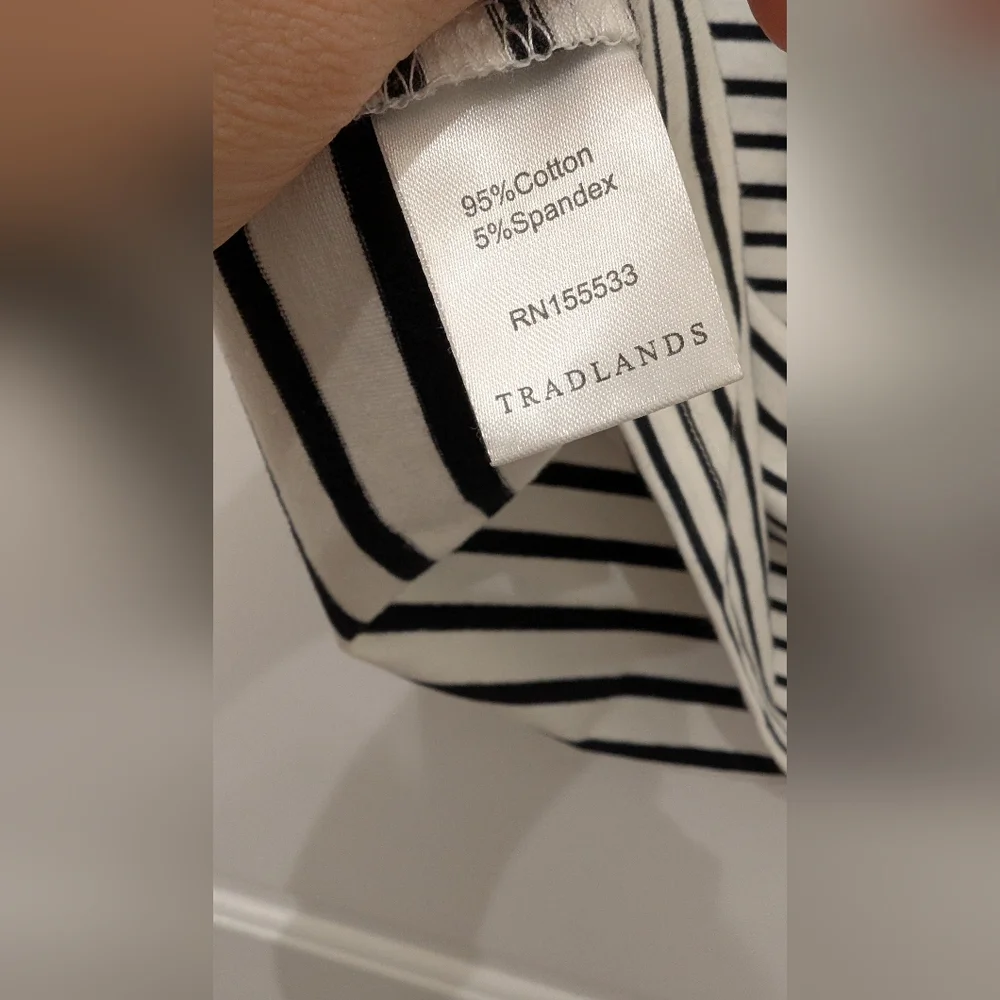 95%Cotton
5%Spandex
RN155533
TRADLANDS